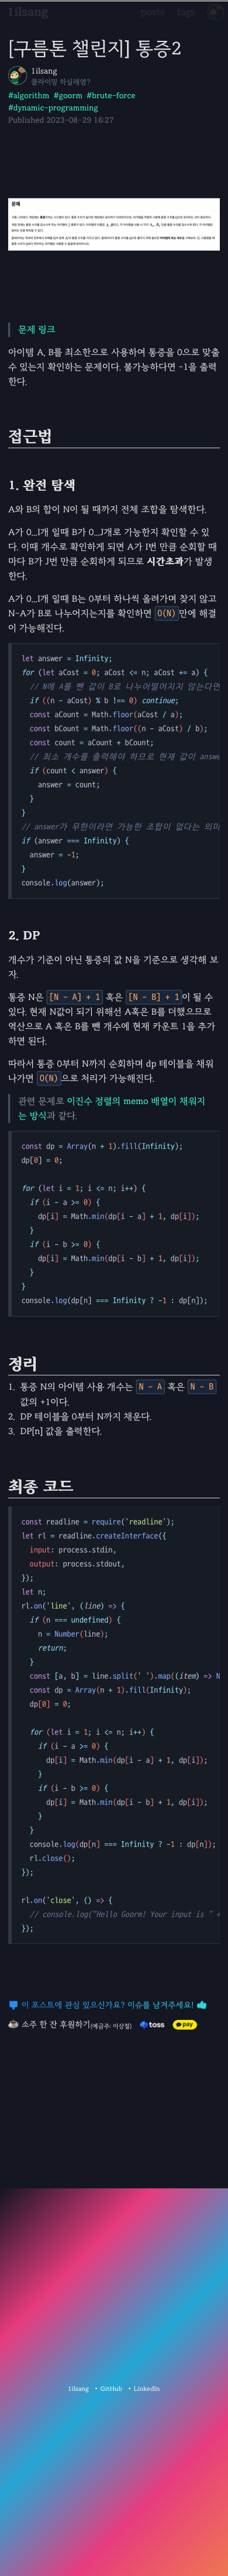 1ilsang
posts
tags
[구름톤 챌린지] 통증2
1ilsang
클라이밍 하실래염?
#algorithm #goorm #brute-force
#dynamic-programming
Published 2023-08-29 16:27
문제
문제 링크
아이템 A, B를 최소한으로 사용하여 통증을 0으로 맞출
수 있는지 확인하는 문제이다. 불가능하다면 -1을 출력
한다.
접근법
1. 완전 탐색
A와 B의 합이 N이 될 때까지 전체 조합을 탐색한다.
A가 0...I개 일때 B가 0...J개로 가능한지 확인할 수 있
다. 이때 개수로 확인하게 되면 A가 I번 만큼 순회할 때
마다 B가 J번 만큼 순회하게 되므로 시간초과가 발생
한다.
A가 0...I개 일때 B는 0부터 하나씩 올려가며 찾지 않고
N-A가 B로 나누어지는지를 확인하면 O(N) 만에 해결
이 가능해진다.
let answer = Infinity;
for (let aCost = 0; aCost <= n; aCost += a) {
// N에 A를 뺀 값이 B로 나누어떨어지지 않는다면
if ((n - aCost) % b !== 0) continue;
const aCount = Math.floor(aCost / a);
const bCount = Math.floor((n - aCost) / b);
const count = aCount + bCount;
// 최소 개수를 출력해야 하므로 현재 값이 answe
if (count < answer) {
answer = count;
}
}
// answer가 무한이라면 가능한 조합이 없다는 의미
if (answer === Infinity) {
answer = -1;
}
console.log(answer);
2. DP
개수가 기준이 아닌 통증의 값 N을 기준으로 생각해 보
자.
통증 N은 [N - A] + 1 혹은 [N - B] + 1이 될 수
있다. 현재 N값이 되기 위해선 A혹은 B를 더했으므로
역산으로 A 혹은 B를 뺀 개수에 현재 카운트 1을 추가
하면 된다.
따라서 통증 0부터 N까지 순회하며 dp 테이블을 채워
나가면 O(N)으로 처리가 가능해진다.
관련 문제로 이진수 정렬의 memo 배열이 채워지
는 방식과 같다.
const dp = Array(n + 1).fill(Infinity);
dp[0] = 0;
for (let i = 1; i <= n; i++) {
if (i - a >= 0) {
dp[i] = Math.min(dp[i - a] + 1, dp[i]);
}
if (i - b >= 0) {
dp[i] = Math.min(dp[i - b] + 1, dp[i]);
}
}
console.log(dp[n] === Infinity ? -1 : dp[n]);
정리
1. 통증 N의 아이템 사용 개수는 N - A 혹은 N - B
값의 +1이다.
2. DP 테이블을 0부터 N까지 채운다.
3. DP[n] 값을 출력한다.
최종 코드
const readline = require('readline');
let rl = readline.createInterface({
input: process.stdin,
output: process.stdout,
});
let n;
rl.on('line', (line) => {
if (n === undefined) {
n = Number(line);
return;
}
const [a, b] = line.split(' ').map((item) => N
const dp = Array(n + 1).fill(Infinity);
dp[0] = 0;
for (let i = 1; i <= n; i++) {
if (i - a >= 0) {
dp[i] = Math.min(dp[i - a] + 1, dp[i]);
}
if (i - b >= 0) {
dp[i] = Math.min(dp[i - b] + 1, dp[i]);
}
}
console.log(dp[n] === Infinity ? -1 : dp[n]);
rl.close();
});
rl.on('close', () => {
// console.log("Hello Goorm! Your input is " +
});
이 포스트에 관심 있으신가요? 이슈를 남겨주세요!
소주 한 잔 후원하기(예금주: 이상철) toss pay
1ilsang • GitHub • LinkedIn